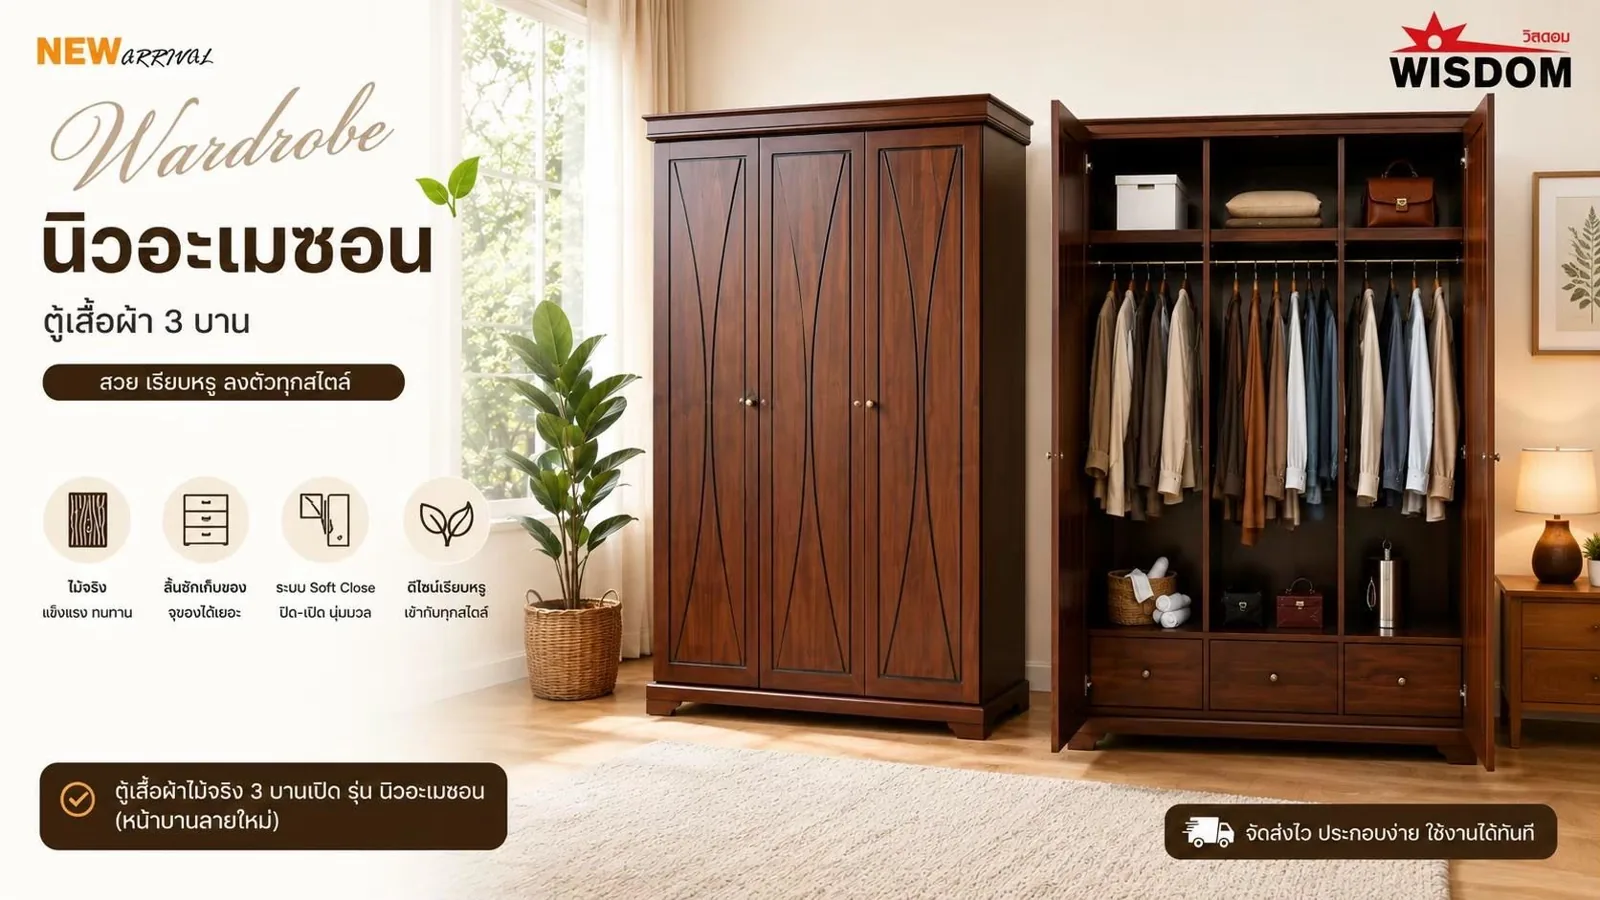 NEW ARRIVAL
Wardrobe
นิวอะเมซอน
ตู้เสื้อผ้า 3 บาน
สวย เรียบหรู ลงตัวทุกสไตล์
ไม้จริง
แข็งแรง ทนทาน
ลิ้นชักเก็บของ
จุของได้เยอะ
ระบบ Soft Close
ปิด-เปิด นุ่มนวล
ดีไซน์เรียบหรู
เข้ากับทุกสไตล์
ตู้เสื้อผ้าไม้จริง 3 บานเปิด รุ่น นิวอะเมซอน
(หน้าบานลายใหม่)
วิสดอม
WISDOM
จัดส่งไว ประกอบง่าย ใช้งานได้ทันที